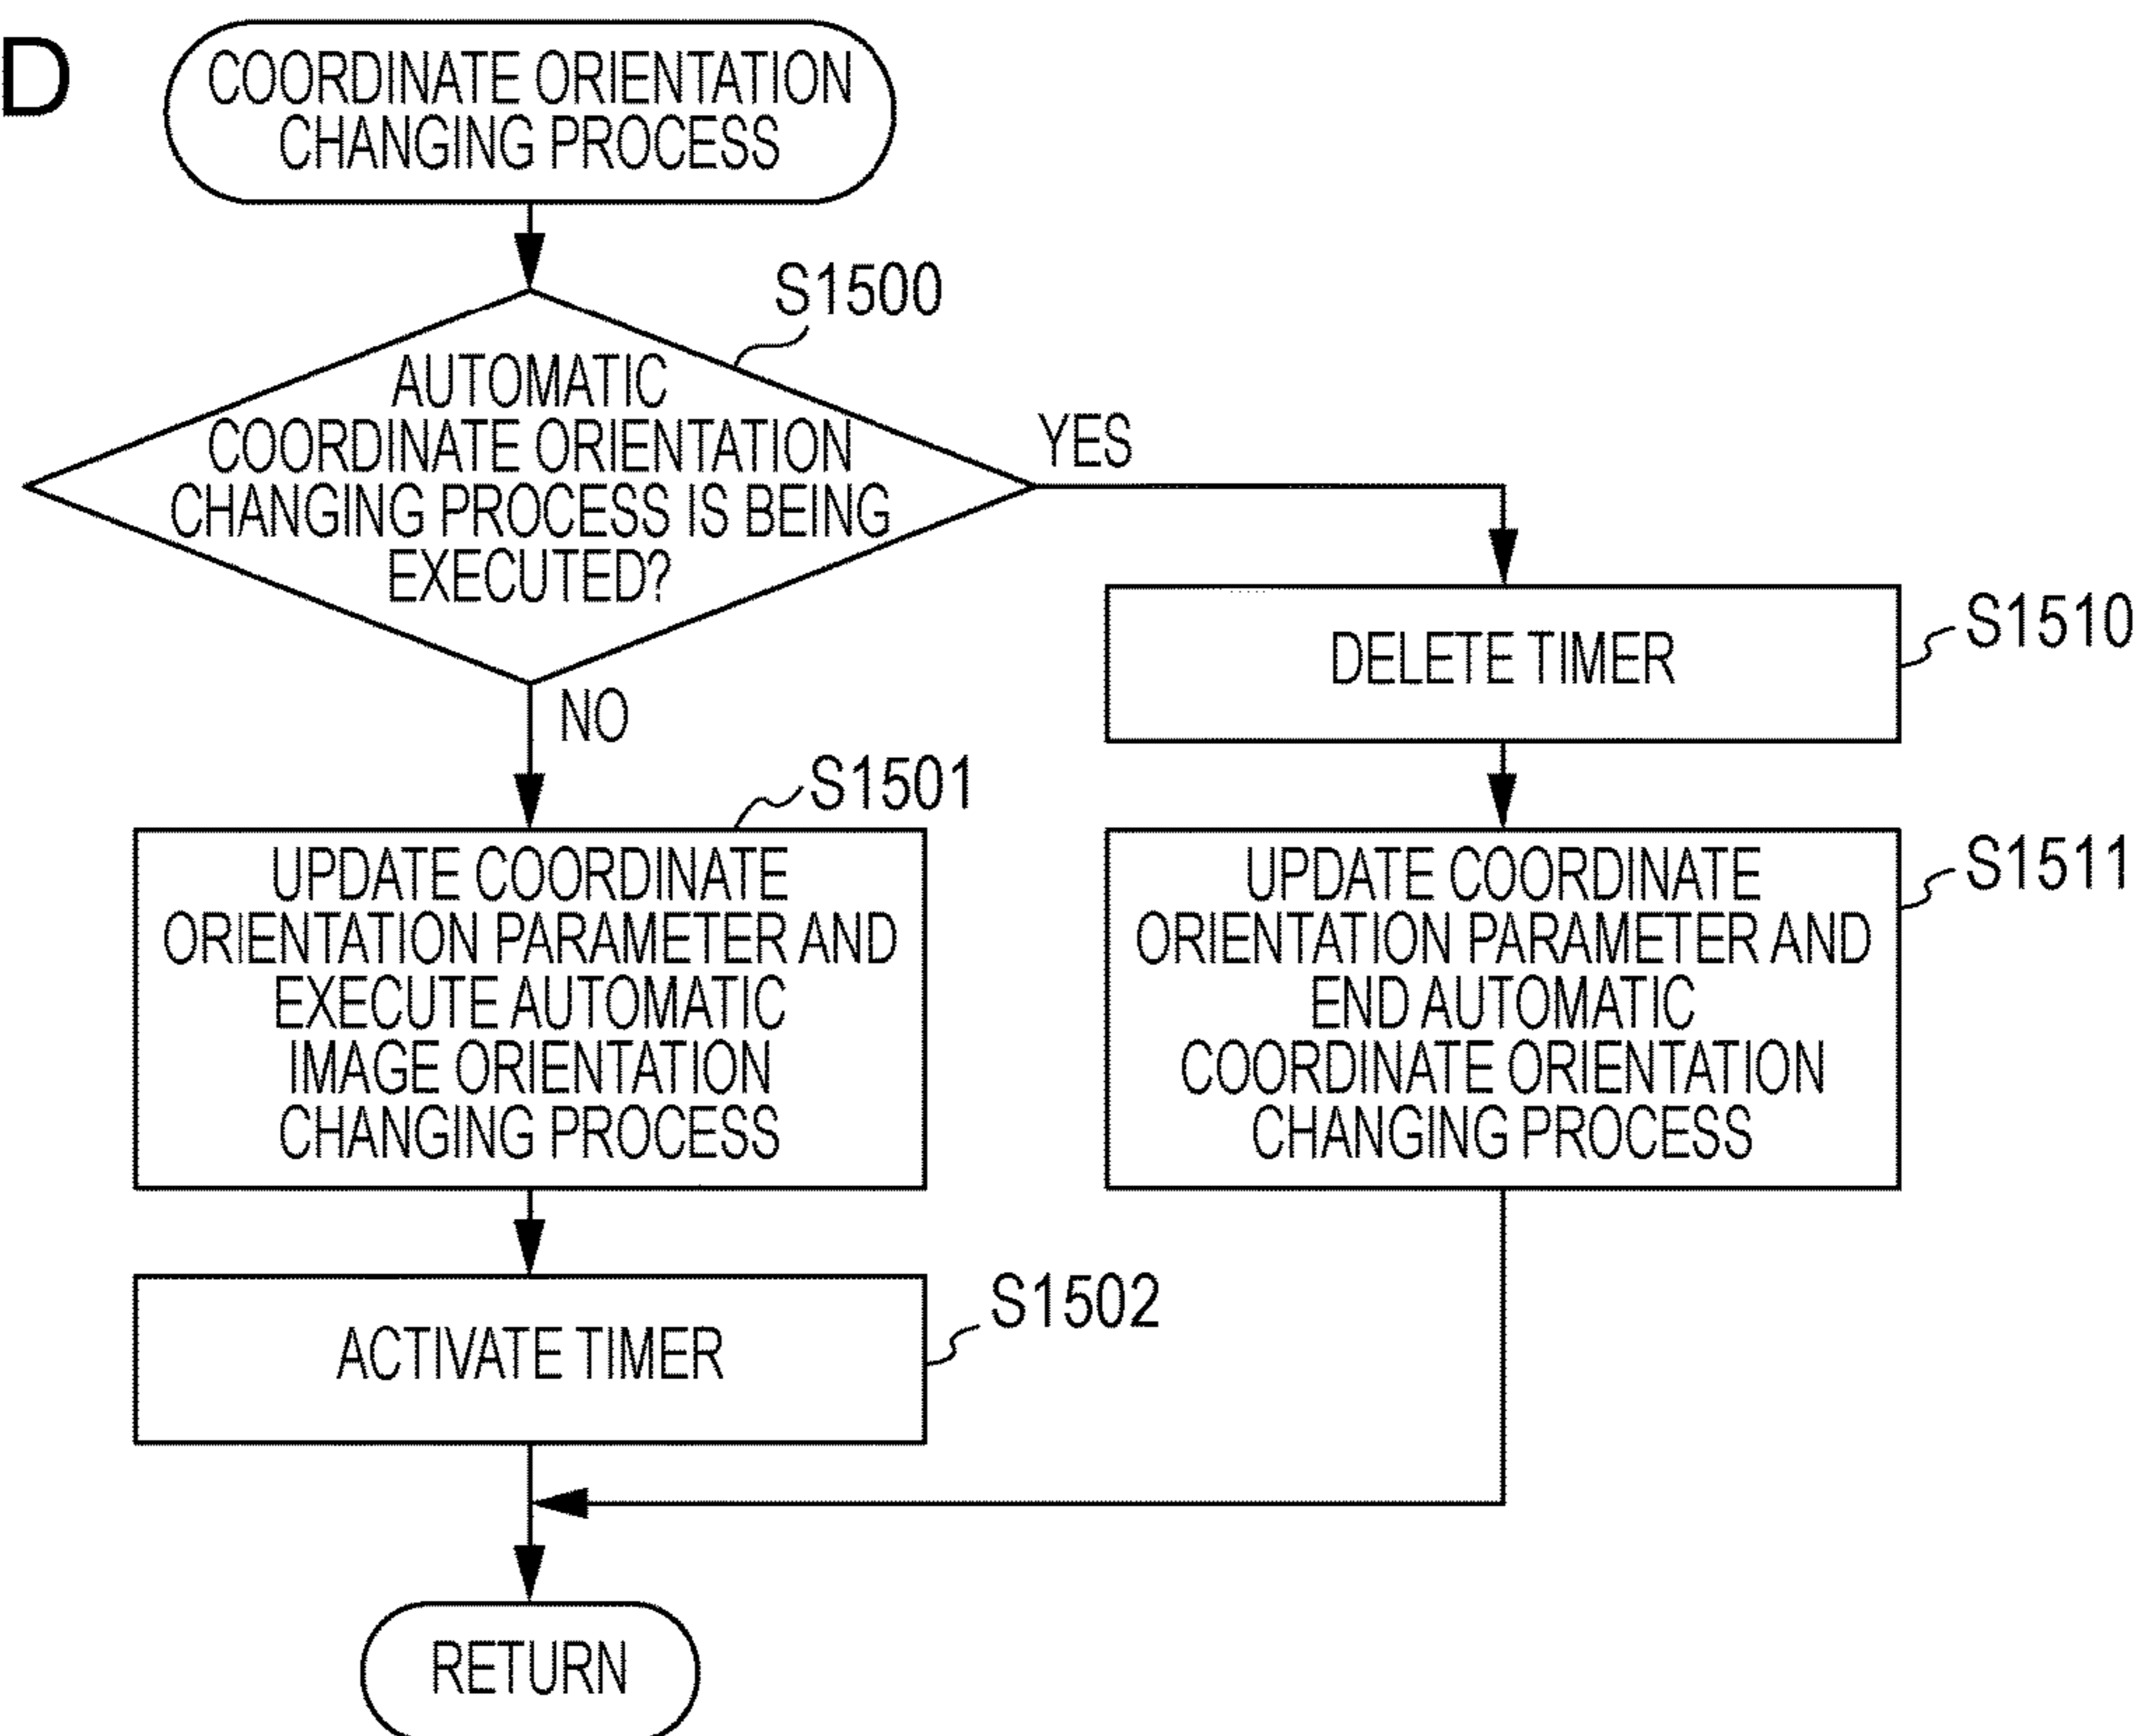 D
COORDINATE ORIENTATION
CHANGING PROCESS
S1500
AUTOMATIC
COORDINATE ORIENTATION
CHANGING PROCESS IS BEING
EXECUTED?
YES
NO
S1510
DELETE TIMER
S1501
UPDATE COORDINATE
ORIENTATION PARAMETER AND
EXECUTE AUTOMATIC
IMAGE ORIENTATION
CHANGING PROCESS
S1511
UPDATE COORDINATE
ORIENTATION PARAMETER AND
END AUTOMATIC
COORDINATE ORIENTATION
CHANGING PROCESS
S1502
ACTIVATE TIMER
RETURN